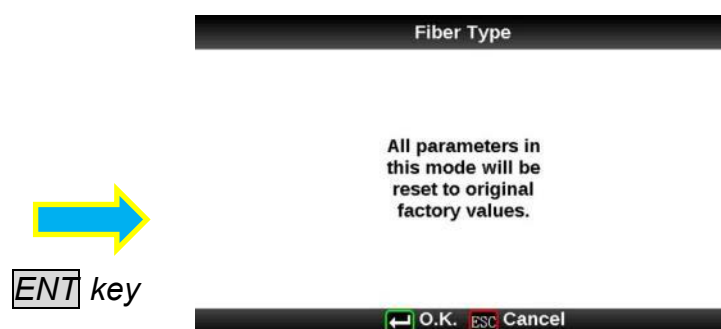 Fiber Type
All parameters in
this mode will be
reset to original
factory values.
ENT key
O.K. ESC Cancel